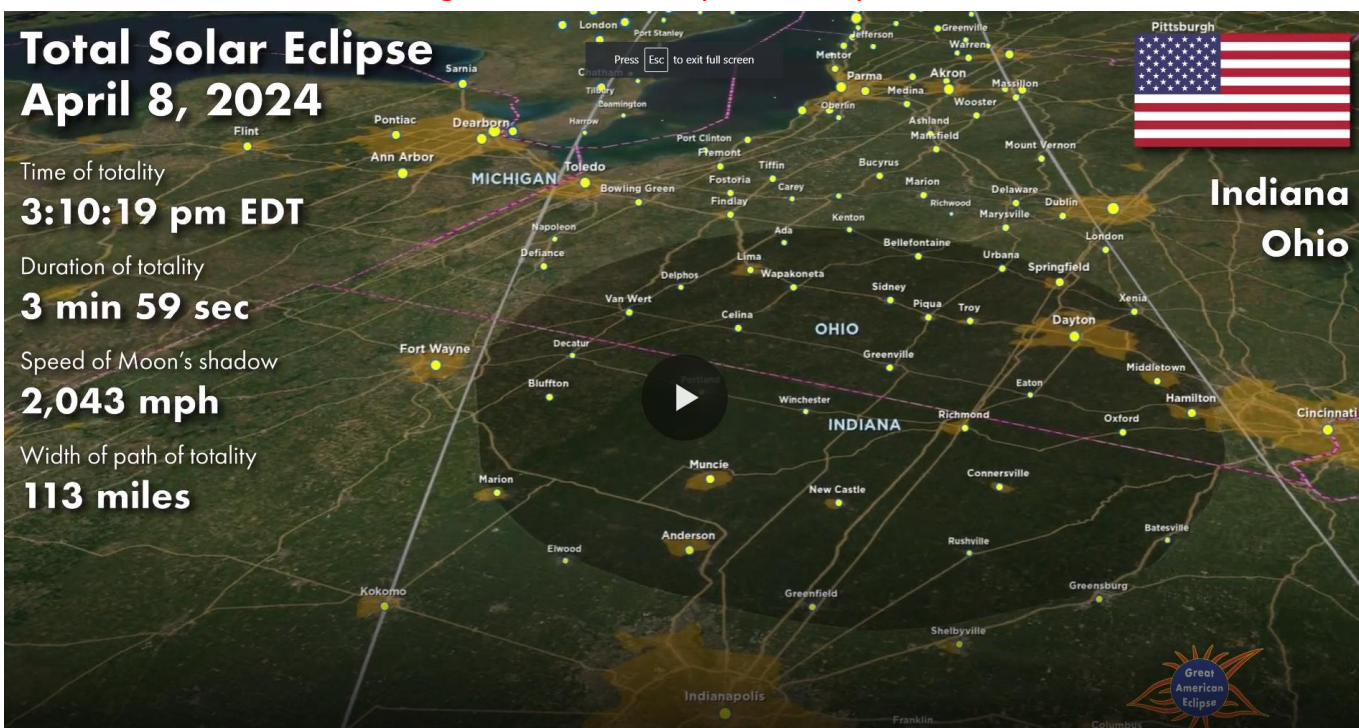 Total Solar Eclipse
April 8, 2024
Time of totality
3:10:19 pm EDT
Duration of totality
3 min 59 sec
Speed of Moon's shadow
2,043 mph
Width of path of totality
113 miles
Press Esc to exit full screen
Indiana
Ohio
London
Port Stanley
Jefferson
Greenville
Pittsburgh
Warren
Mentor
Sarnia
Chatham
Parma
Akron
Massillon
Tilbury
Medina
Leamington
Oberlin
Wooster
Pontiac
Dearborn
Harrow
Ashland
Flint
Port Clinton
Mansfield
Mount Vernon
Ann Arbor
Fremont
Toledo
Tiffin
Bucyrus
MICHIGAN
Bowling Green
Fostoria
Carey
Marion
Delaware
Findlay
Richwood
Dublin
Marysville
Kenton
Napoleon
Ada
London
Defiance
Bellefontaine
Lima
Urbana
Delphos
Wapakoneta
Springfield
Sidney
Van Wert
Piqua
Troy
Xenia
Celina
Dayton
OHIO
Decatur
Fort Wayne
Greenville
Middletown
Bluffton
Portland
Eaton
Winchester
Hamilton
Richmond
Oxford
Cincinnati
INDIANA
Muncie
Connersville
Marion
New Castle
Batesville
Anderson
Rushville
Elwood
Greensburg
Kokomo
Greenfield
Shelbyville
Indianapolis
Franklin
Columbus
Great
American
Eclipse